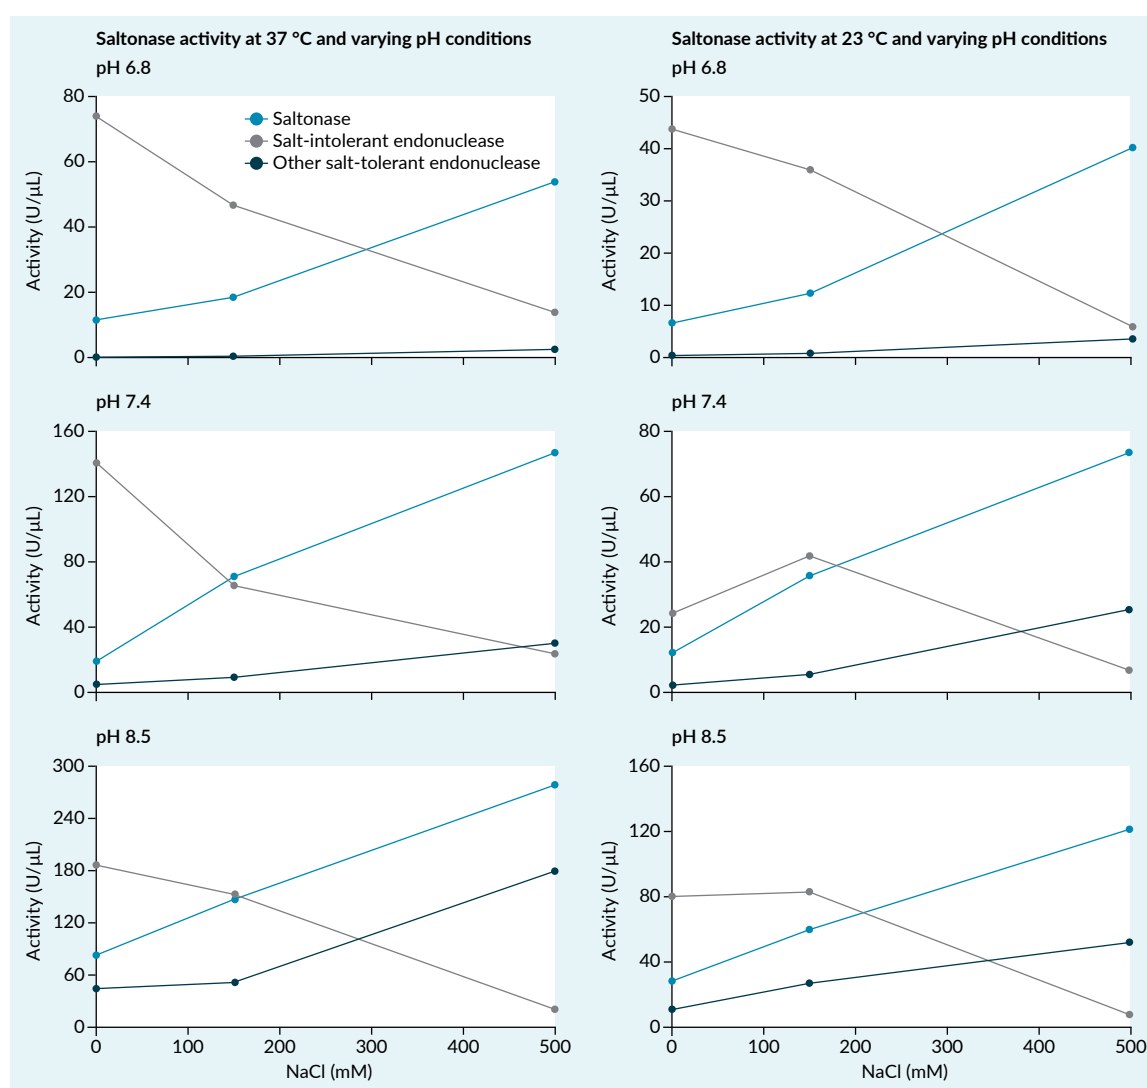 Saltonase activity at 37 °C and varying pH conditions
pH 6.8
80
60
40
20
0
Activity (U/µL)
Saltonase
Salt-intolerant endonuclease
Other salt-tolerant endonuclease
pH 7.4
160
120
80
40
0
Activity (U/µL)
pH 8.5
300
240
180
120
60
0
Activity (U/µL)
0 100 200 300 400 500
NaCl (mM)
Saltonase activity at 23 °C and varying pH conditions
pH 6.8
50
40
30
20
10
0
Activity (U/µL)
pH 7.4
80
60
40
20
0
Activity (U/µL)
pH 8.5
160
120
80
40
0
Activity (U/µL)
0 100 200 300 400 500
NaCl (mM)